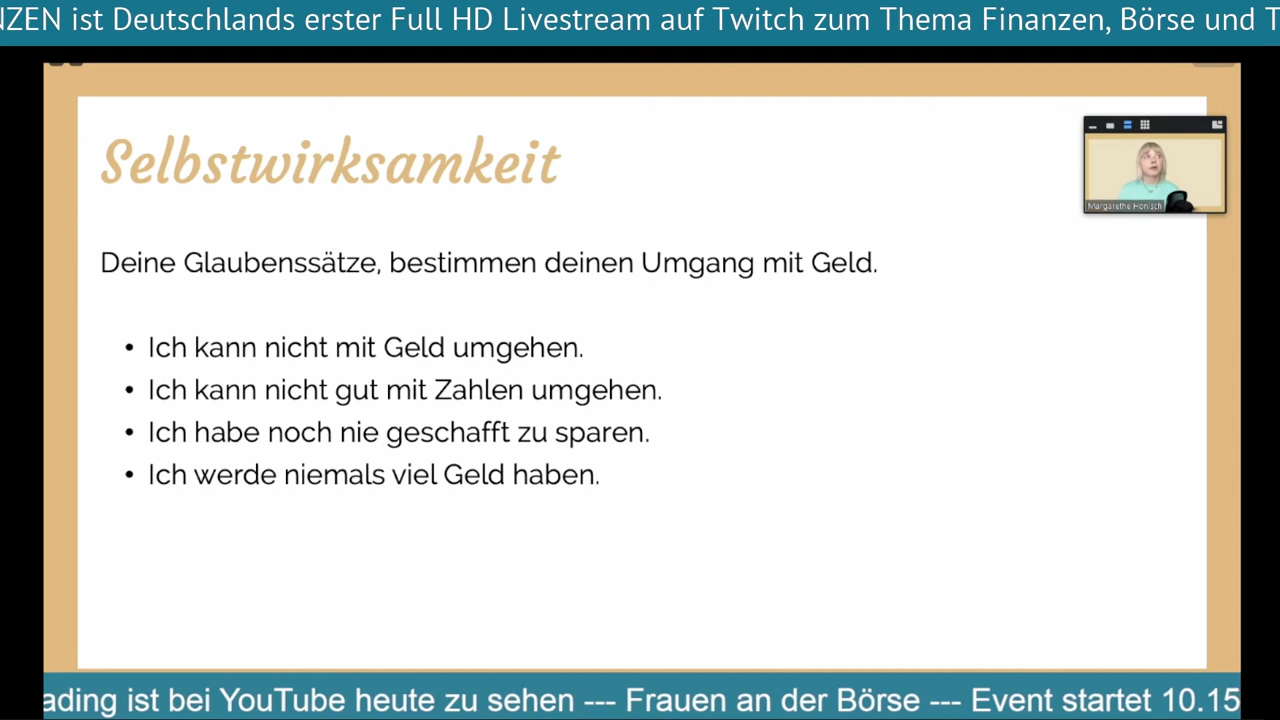 NZEN ist Deutschlands erster Full HD Livestream auf Twitch zum Thema Finanzen, Börse und T
Selbstwirksamkeit
Margarethe Honisch
Deine Glaubenssätze, bestimmen deinen Umgang mit Geld.
• Ich kann nicht mit Geld umgehen.
• Ich kann nicht gut mit Zahlen umgehen.
• Ich habe noch nie geschafft zu sparen.
• Ich werde niemals viel Geld haben.
ading ist bei YouTube heute zu sehen --- Frauen an der Börse --- Event startet 10.15